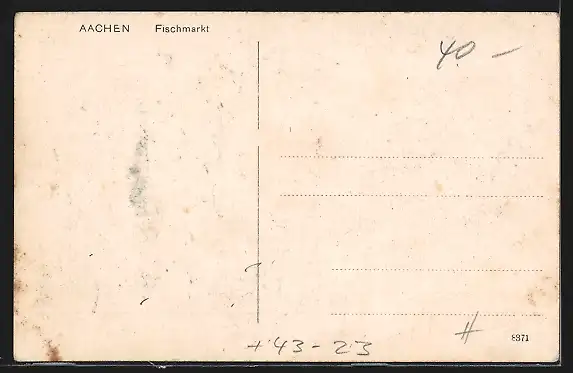 AACHEN Fischmarkt
40 –
#
8371
+43-23